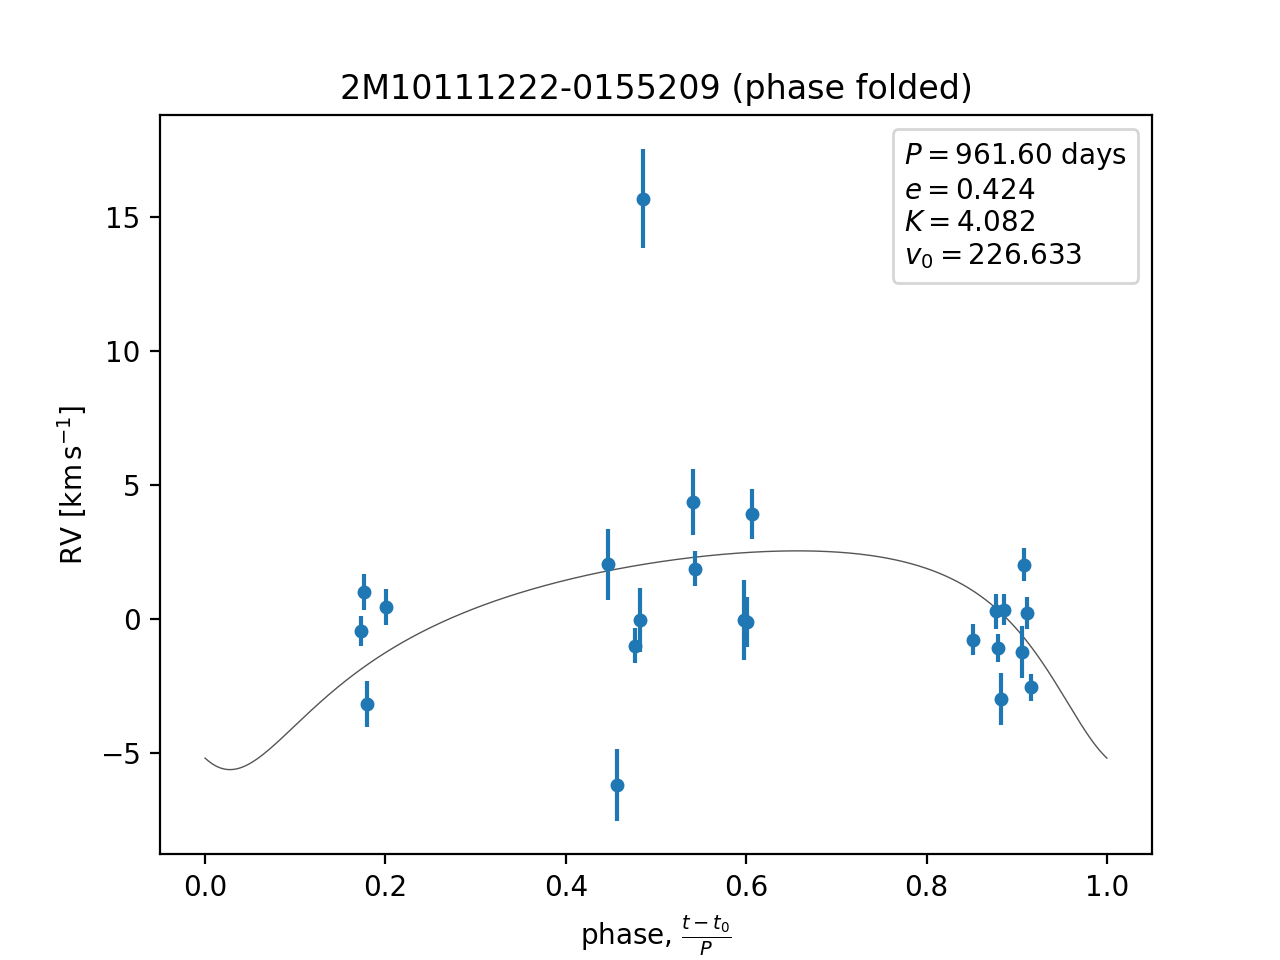 2M10111222-0155209 (phase folded)
P = 961.60 days
e = 0.424
K = 4.082
v₀ = 226.633
15
10
5
0
−5
RV [km s⁻¹]
0.0 0.2 0.4 0.6 0.8 1.0
phase, (t − t₀)/P